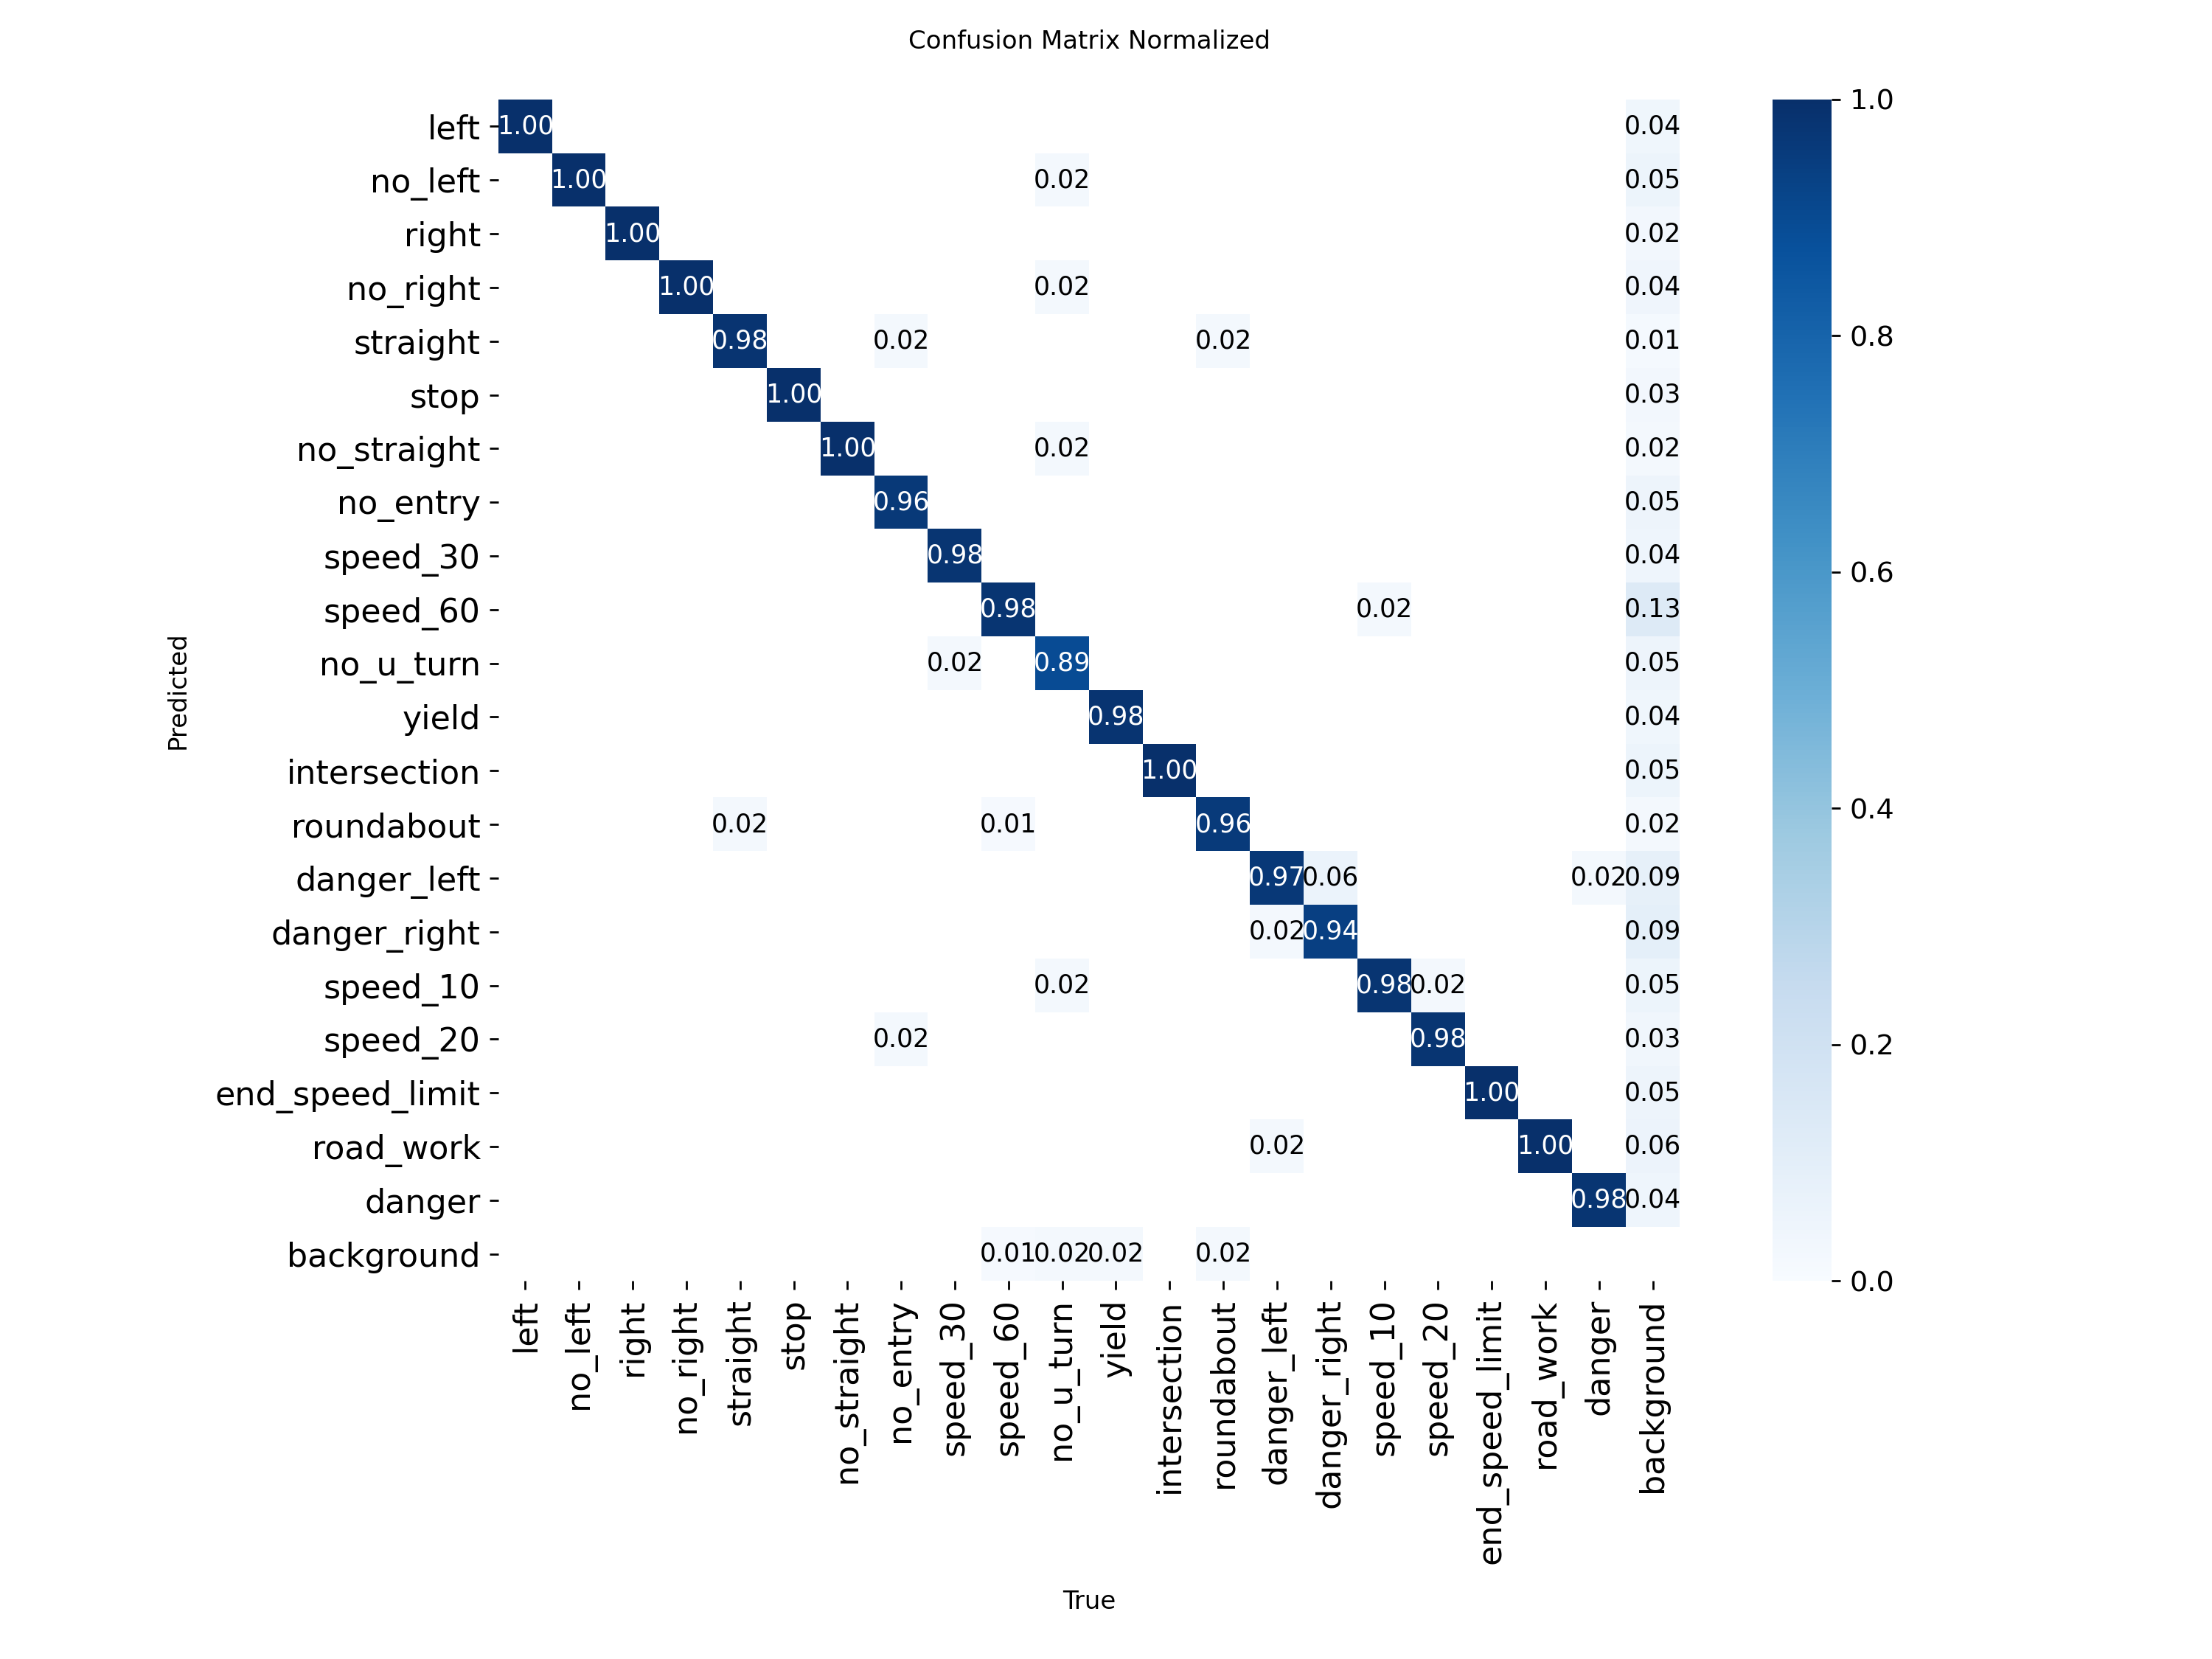 Confusion Matrix Normalized
left 1.00 0.04 1.0
no_left 1.00 0.02 0.05
right 1.00 0.02
no_right 1.00 0.02 0.04
straight 0.98 0.02 0.02 0.01 0.8
stop 1.00 0.03
no_straight 1.00 0.02 0.02
no_entry 0.96 0.05
speed_30 0.98 0.04 0.6
speed_60 0.98 0.02 0.13
no_u_turn 0.02 0.89 0.05
yield 0.98 0.04
intersection 1.00 0.05
roundabout 0.02 0.01 0.96 0.02 0.4
danger_left 0.97 0.06 0.02 0.09
danger_right 0.02 0.94 0.09
speed_10 0.02 0.98 0.02 0.05
speed_20 0.02 0.98 0.03 0.2
end_speed_limit 1.00 0.05
road_work 0.02 1.00 0.06
danger 0.98 0.04
background 0.01 0.02 0.02 0.02 0.0
Predicted
left no_left right no_right straight stop no_straight no_entry speed_30 speed_60 no_u_turn yield intersection roundabout danger_left danger_right speed_10 speed_20 end_speed_limit road_work danger background
True